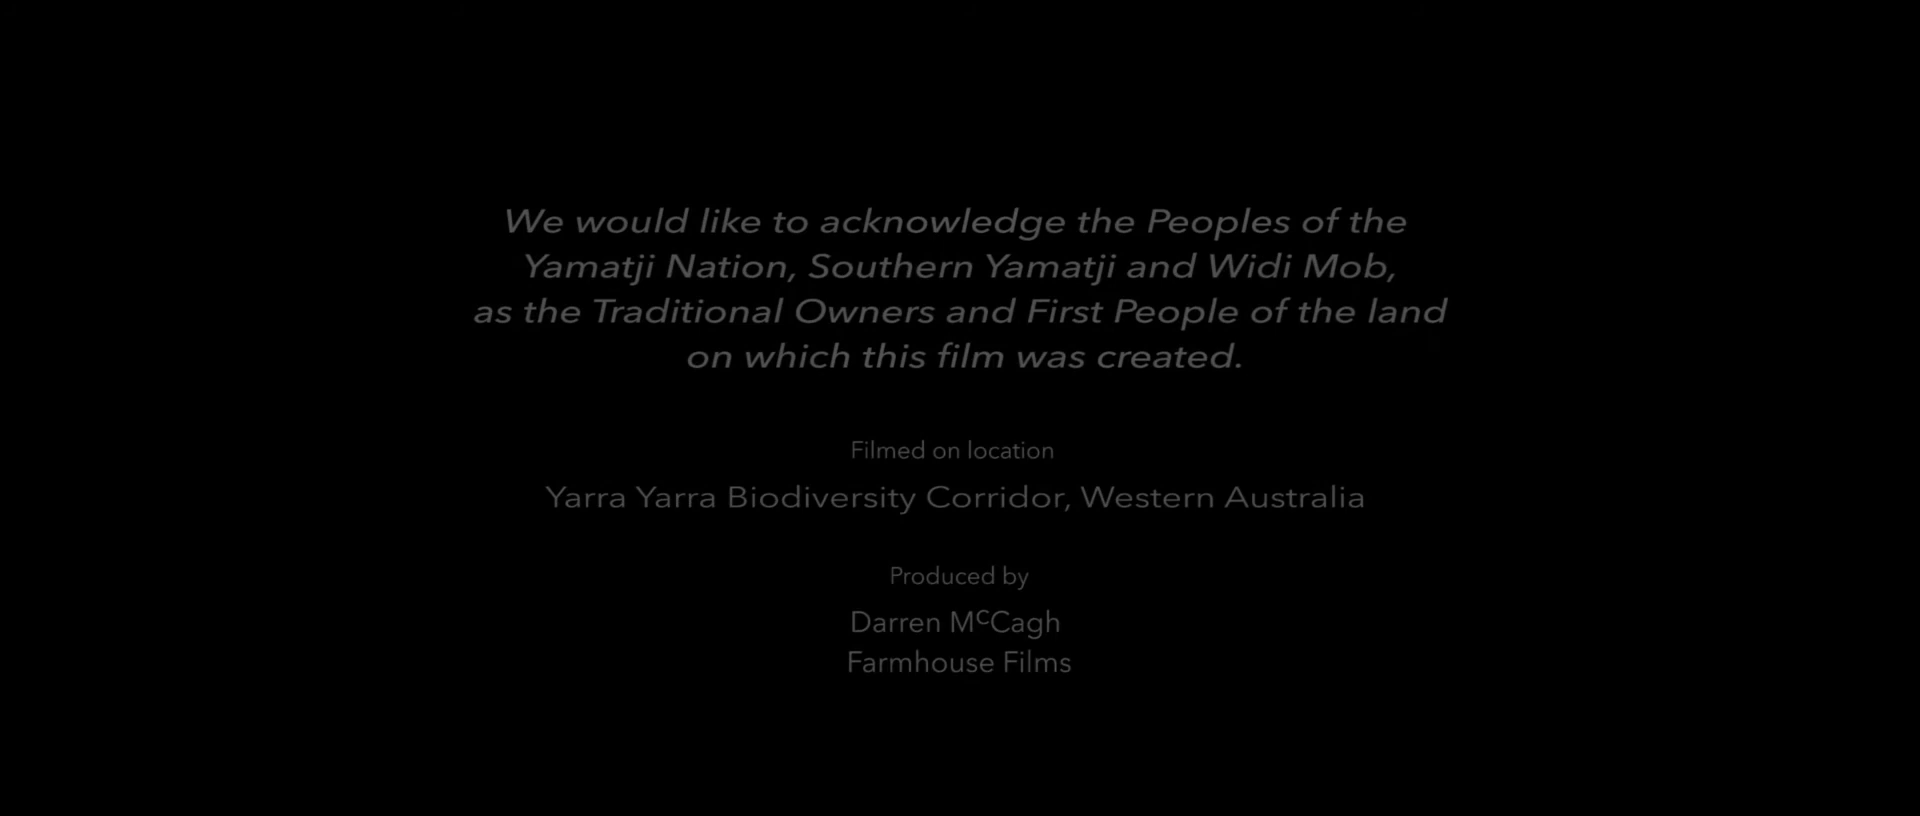 We would like to acknowledge the Peoples of the
Yamatji Nation, Southern Yamatji and Widi Mob,
as the Traditional Owners and First People of the land
on which this film was created.
Filmed on location
Yarra Yarra Biodiversity Corridor, Western Australia
Produced by
Darren McCagh
Farmhouse Films